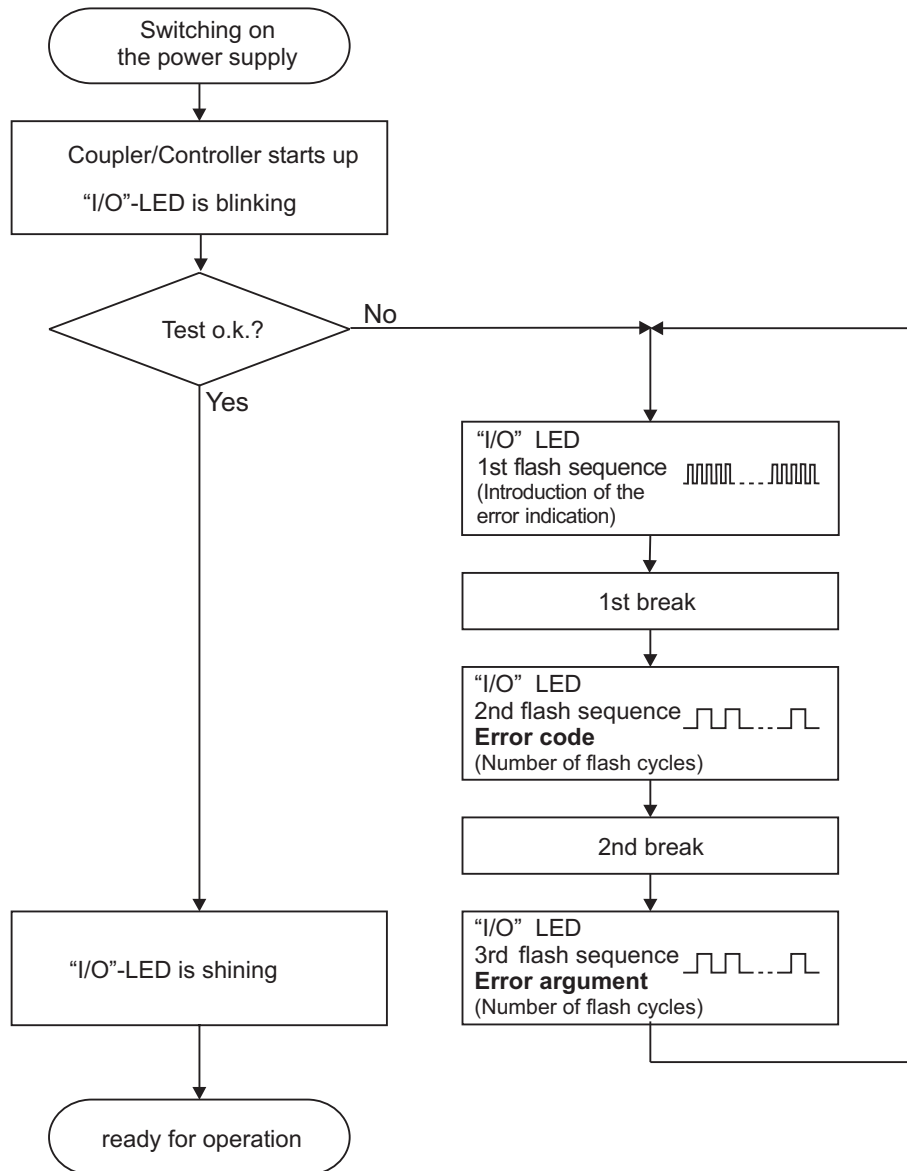 Switching on
the power supply
Coupler/Controller starts up
“I/O”-LED is blinking
Test o.k.?
No
Yes
“I/O” LED
1st flash sequence
(Introduction of the
error indication)
1st break
“I/O” LED
2nd flash sequence
Error code
(Number of flash cycles)
2nd break
“I/O” LED
3rd flash sequence
Error argument
(Number of flash cycles)
“I/O”-LED is shining
ready for operation